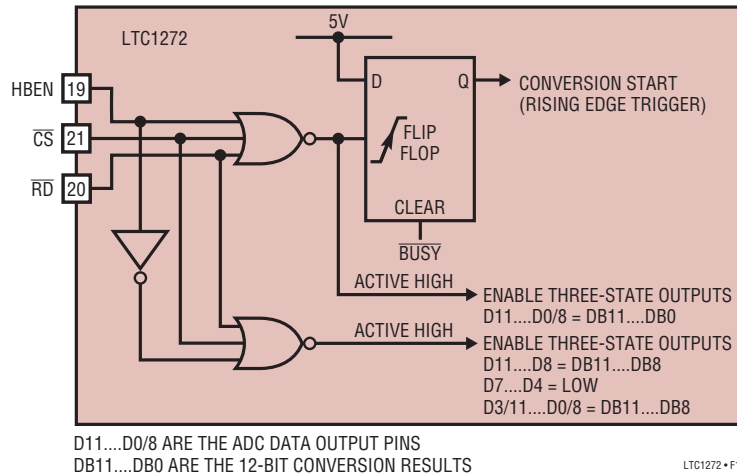 LTC1272
5V
HBEN 19
CS 21
RD 20
D Q
FLIP
FLOP
CLEAR
BUSY
CONVERSION START
(RISING EDGE TRIGGER)
ACTIVE HIGH
ENABLE THREE-STATE OUTPUTS
D11....D0/8 = DB11....DB0
ACTIVE HIGH
ENABLE THREE-STATE OUTPUTS
D11....D8 = DB11....DB8
D7....D4 = LOW
D3/11....D0/8 = DB11....DB8
D11....D0/8 ARE THE ADC DATA OUTPUT PINS
DB11....DB0 ARE THE 12-BIT CONVERSION RESULTS
LTC1272 • F